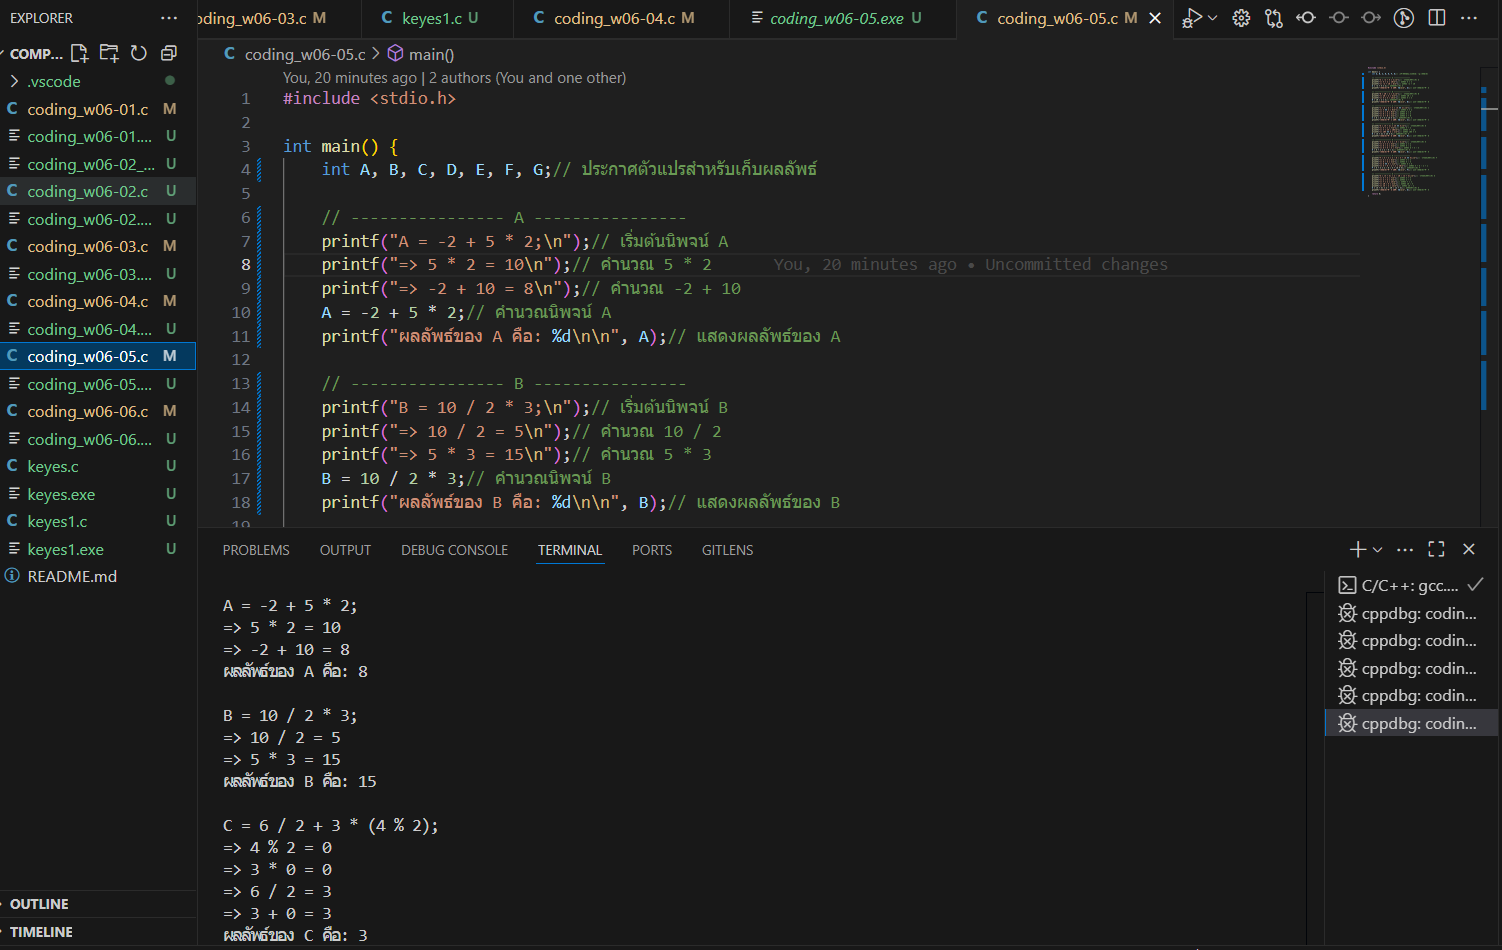 EXPLORER ···
COMP...
.vscode
C coding_w06-01.c M
coding_w06-01.... U
coding_w06-02_... U
C coding_w06-02.c U
coding_w06-02.... U
C coding_w06-03.c M
coding_w06-03.... U
C coding_w06-04.c M
coding_w06-04.... U
C coding_w06-05.c M
coding_w06-05.... U
C coding_w06-06.c M
coding_w06-06.... U
C keyes.c U
keyes.exe U
C keyes1.c U
keyes1.exe U
README.md
OUTLINE
TIMELINE
oding_w06-03.c M
C keyes1.c U
C coding_w06-04.c M
coding_w06-05.exe U
C coding_w06-05.c M
C coding_w06-05.c > main()
You, 20 minutes ago | 2 authors (You and one other)
1 #include <stdio.h>
2
3 int main() {
4 int A, B, C, D, E, F, G;// ประกาศตัวแปรสำหรับเก็บผลลัพธ์
5
6 // ---------------- A ----------------
7 printf("A = -2 + 5 * 2;\n");// เริ่มต้นนิพจน์ A
8 printf("=> 5 * 2 = 10\n");// คำนวณ 5 * 2 You, 20 minutes ago • Uncommitted changes
9 printf("=> -2 + 10 = 8\n");// คำนวณ -2 + 10
10 A = -2 + 5 * 2;// คำนวณนิพจน์ A
11 printf("ผลลัพธ์ของ A คือ: %d\n\n", A);// แสดงผลลัพธ์ของ A
12
13 // ---------------- B ----------------
14 printf("B = 10 / 2 * 3;\n");// เริ่มต้นนิพจน์ B
15 printf("=> 10 / 2 = 5\n");// คำนวณ 10 / 2
16 printf("=> 5 * 3 = 15\n");// คำนวณ 5 * 3
17 B = 10 / 2 * 3;// คำนวณนิพจน์ B
18 printf("ผลลัพธ์ของ B คือ: %d\n\n", B);// แสดงผลลัพธ์ของ B
19
PROBLEMS OUTPUT DEBUG CONSOLE TERMINAL PORTS GITLENS
A = -2 + 5 * 2;
=> 5 * 2 = 10
=> -2 + 10 = 8
ผลลัพธ์ของ A คือ: 8
B = 10 / 2 * 3;
=> 10 / 2 = 5
=> 5 * 3 = 15
ผลลัพธ์ของ B คือ: 15
C = 6 / 2 + 3 * (4 % 2);
=> 4 % 2 = 0
=> 3 * 0 = 0
=> 6 / 2 = 3
=> 3 + 0 = 3
ผลลัพธ์ของ C คือ: 3
C/C++: gcc....
cppdbg: codin...
cppdbg: codin...
cppdbg: codin...
cppdbg: codin...
cppdbg: codin...